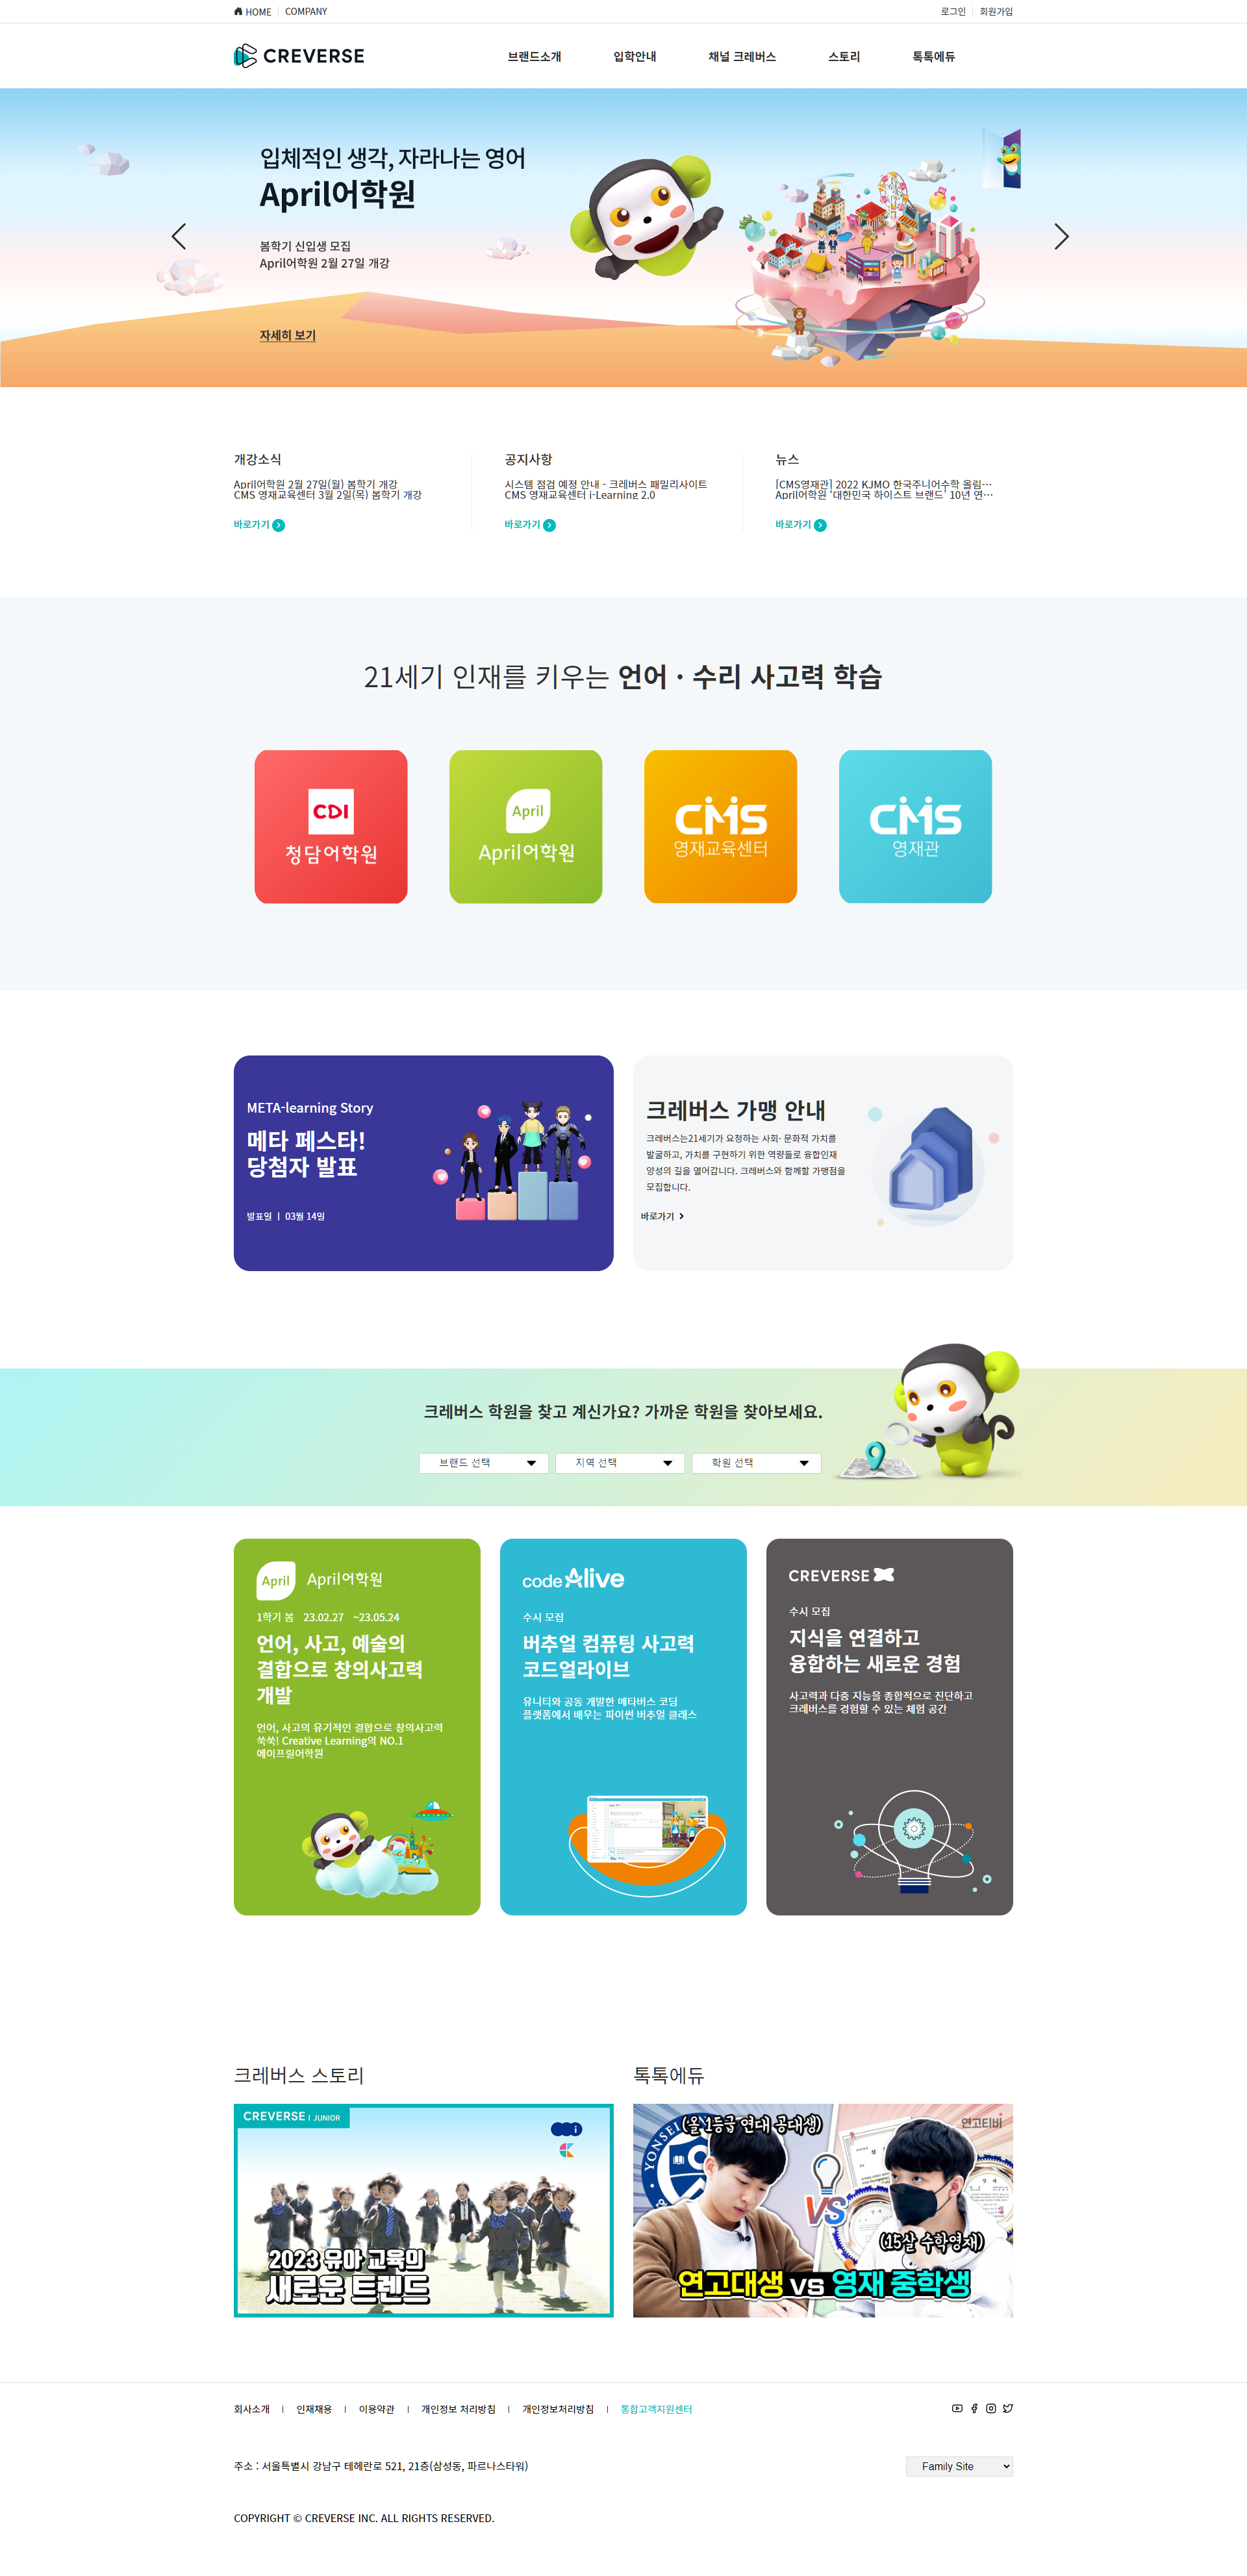 HOME
COMPANY
로그인
회원가입
CREVERSE
브랜드소개
입학안내
채널 크레버스
스토리
톡톡에듀
입체적인 생각, 자라나는 영어
April어학원
봄학기 신입생 모집
April어학원 2월 27일 개강
자세히 보기
개강소식
April어학원 2월 27일(월) 봄학기 개강
CMS 영재교육센터 3월 2일(목) 봄학기 개강
바로가기
공지사항
시스템 점검 예정 안내 - 크레버스 패밀리사이트
CMS 영재교육센터 i-Learning 2.0
바로가기
뉴스
[CMS영재관] 2022 KJMO 한국주니어수학 올림…
April어학원 ‘대한민국 하이스트 브랜드’ 10년 연…
바로가기
21세기 인재를 키우는 언어 · 수리 사고력 학습
CDI
청담어학원
April
April어학원
CMS
영재교육센터
CMS
영재관
META-learning Story
메타 페스타!
당첨자 발표
발표일 ㅣ 03월 14일
크레버스 가맹 안내
크레버스는21세기가 요청하는 사회· 문화적 가치를
발굴하고, 가치를 구현하기 위한 역량들로 융합인재
양성의 길을 열어갑니다. 크레버스와 함께할 가맹점을
모집합니다.
바로가기
크레버스 학원을 찾고 계신가요? 가까운 학원을 찾아보세요.
브랜드 선택
지역 선택
학원 선택
April
April어학원
1학기 봄 23.02.27 ~23.05.24
언어, 사고, 예술의
결합으로 창의사고력
개발
언어, 사고의 유기적인 결합으로 창의사고력
쑥쑥! Creative Learning의 NO.1
에이프릴어학원
code Alive
수시 모집
버추얼 컴퓨팅 사고력
코드얼라이브
유니티와 공동 개발한 메타버스 코딩
플랫폼에서 배우는 파이썬 버추얼 클래스
CREVERSE X
수시 모집
지식을 연결하고
융합하는 새로운 경험
사고력과 다중 지능을 종합적으로 진단하고
크레버스를 경험할 수 있는 체험 공간
크레버스 스토리
CREVERSE | JUNIOR
i
2023 유아 교육의
새로운 트렌드
톡톡에듀
YONSEI
(올 1등급 연대 공대생)
연고티비
VS
(15살 수학영재)
연고대생 VS 영재 중학생
회사소개 ㅣ 인재채용 ㅣ 이용약관 ㅣ 개인정보 처리방침 ㅣ 개인정보처리방침 ㅣ 통합고객지원센터
주소 : 서울특별시 강남구 테헤란로 521, 21층(삼성동, 파르나스타워)
Family Site
COPYRIGHT © CREVERSE INC. ALL RIGHTS RESERVED.